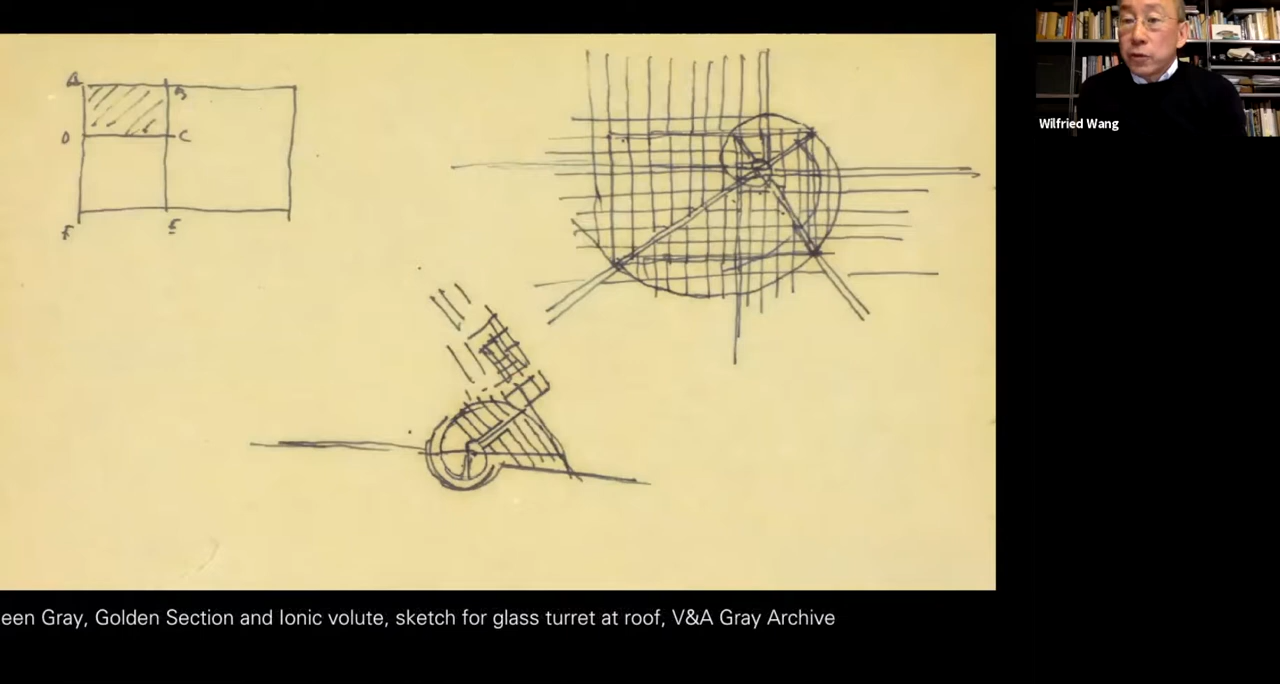 Wilfried Wang
A
B
D
C
F
E
een Gray, Golden Section and Ionic volute, sketch for glass turret at roof, V&A Gray Archive